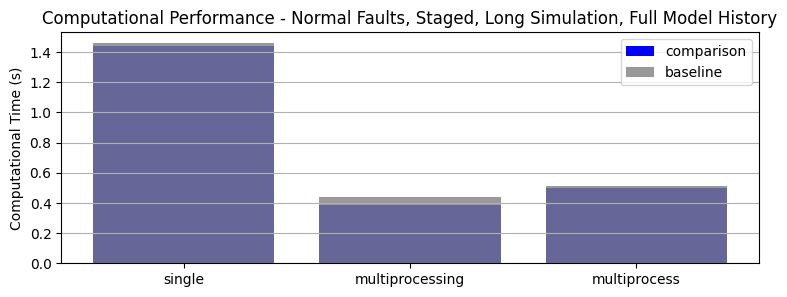 Computational Performance - Normal Faults, Staged, Long Simulation, Full Model History
Computational Time (s)
1.4
1.2
1.0
0.8
0.6
0.4
0.2
0.0
comparison
baseline
single
multiprocessing
multiprocess